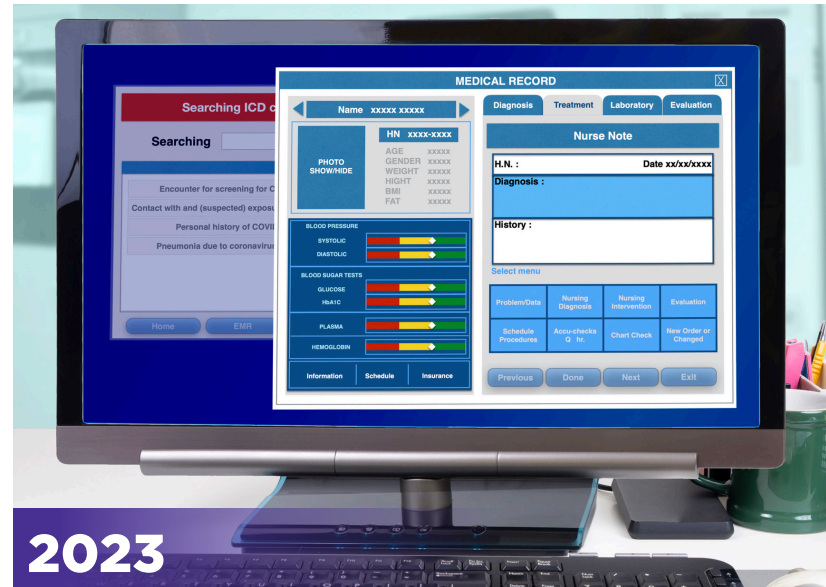 Searching ICD c
Searching
Encounter for screening for C
Contact with and (suspected) exposu
Personal history of COVI
Pneumonia due to coronavirus
Home
EMR
MEDICAL RECORD
X
Name xxxxx xxxxx
PHOTO
SHOW/HIDE
HN xxxx-xxxx
AGE xxxxx
GENDER xxxxx
WEIGHT xxxxx
HIGHT xxxxx
BMI xxxxx
FAT xxxxx
BLOOD PRESSURE
SYSTOLIC
DIASTOLIC
BLOOD SUGAR TESTS
GLUCOSE
HbA1C
PLASMA
HEMOGLOBIN
Information Schedule Insurance
Diagnosis Treatment Laboratory Evaluation
Nurse Note
H.N. : Date xx/xx/xxxx
Diagnosis :
History :
Select menu
Problem/Data
Nursing
Diagnosis
Nursing
Intervention
Evaluation
Schedule
Procedures
Accu-checks
Q hr.
Chart Check
New Order or
Changed
Previous Done Next Exit
2023